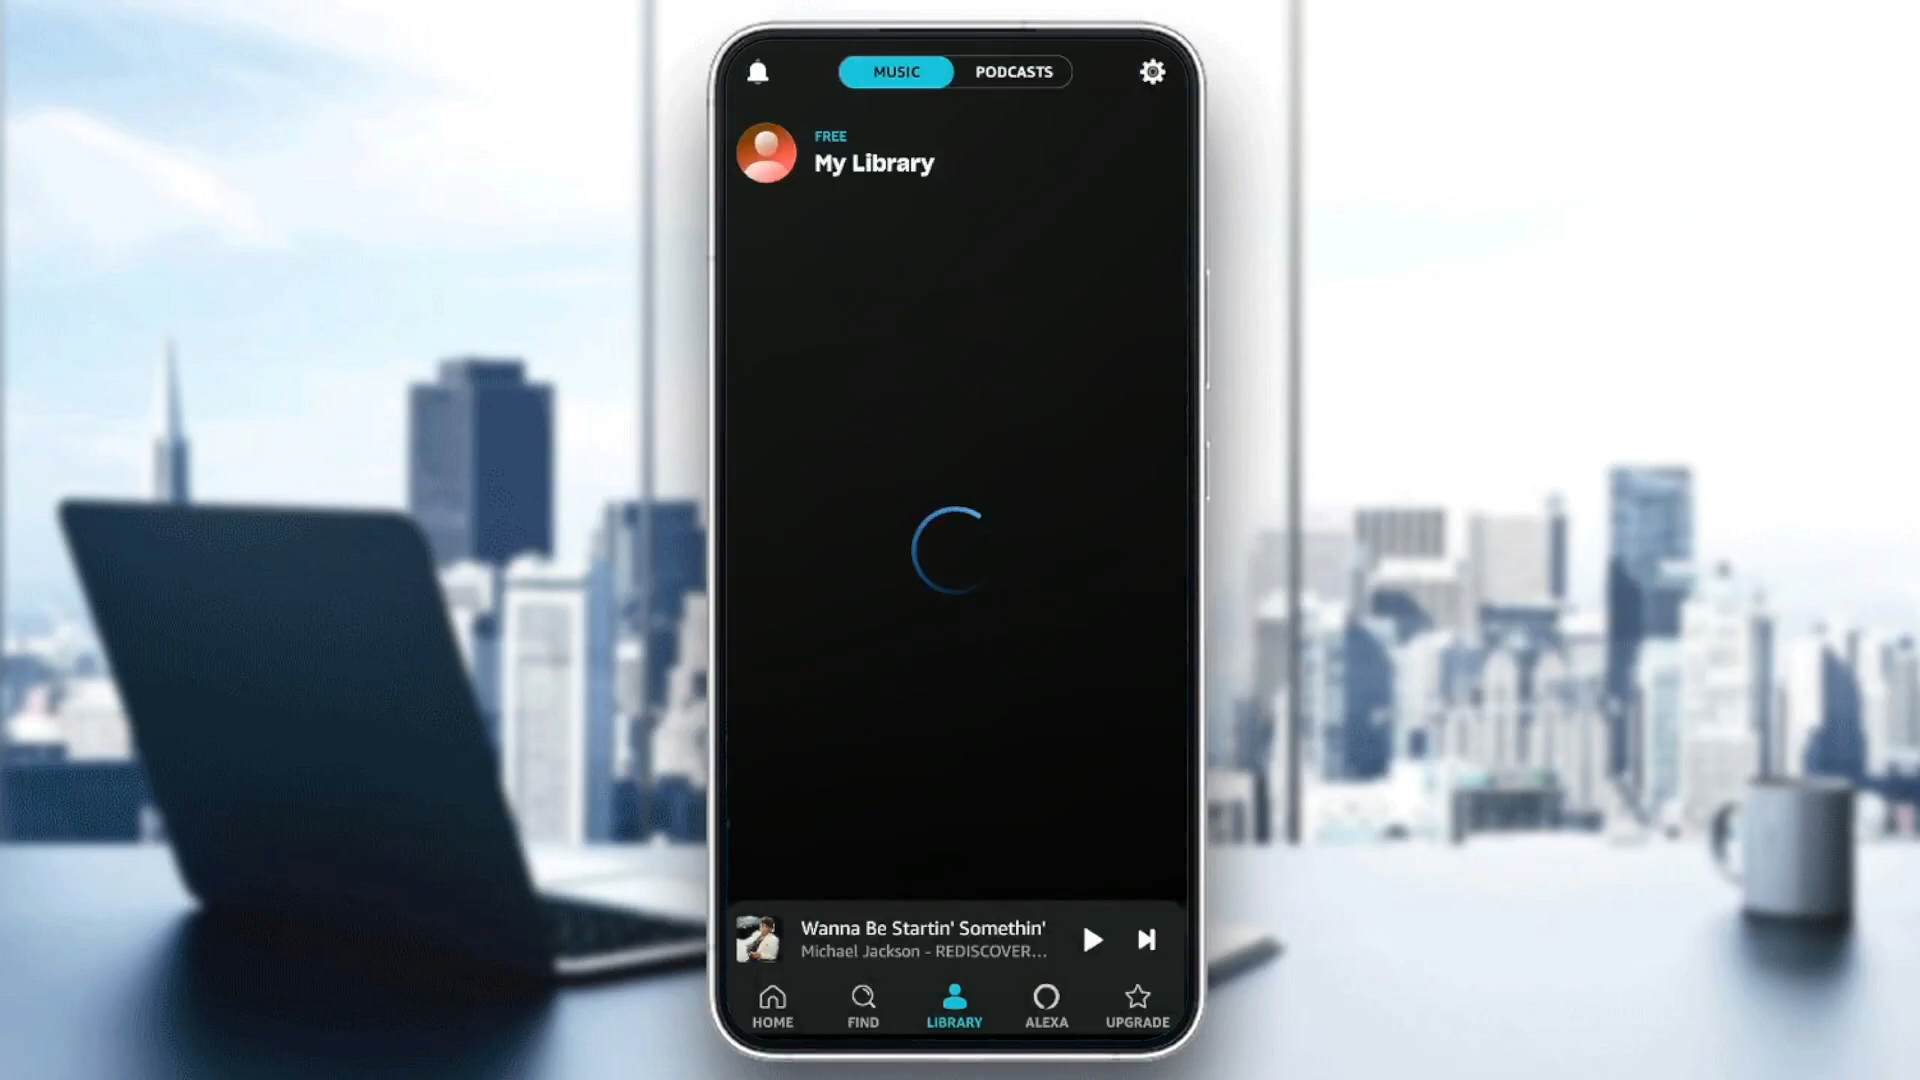 MUSIC
PODCASTS
FREE
My Library
Wanna Be Startin' Somethin'
Michael Jackson - REDISCOVER...
HOME
FIND
LIBRARY
ALEXA
UPGRADE